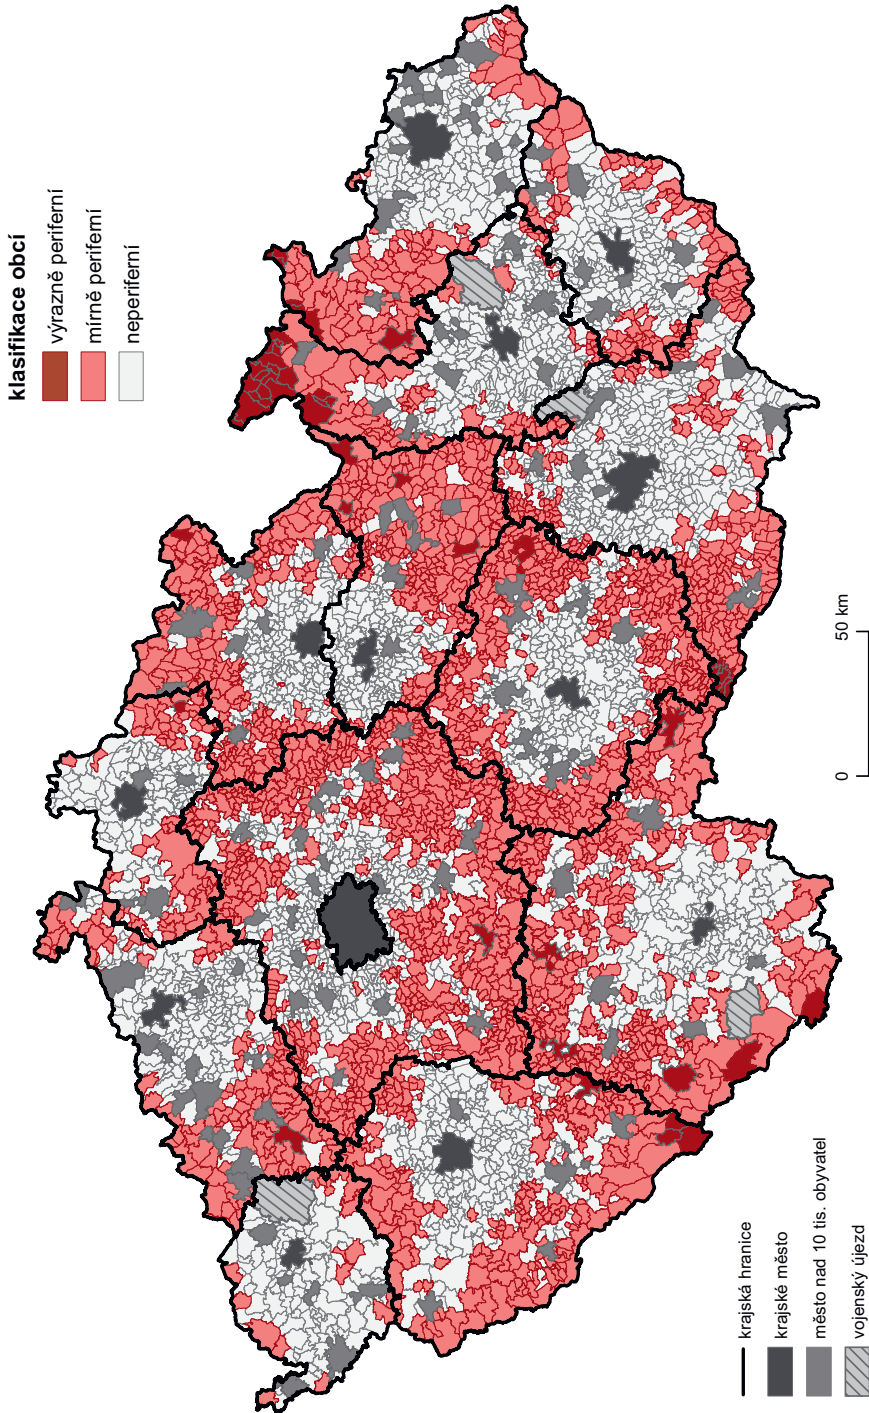 klasifikace obcí
výrazně periferní
mírně periferní
neperiferní
krajská hranice
krajské město
město nad 10 tis. obyvatel
vojenský újezd
0 50 km